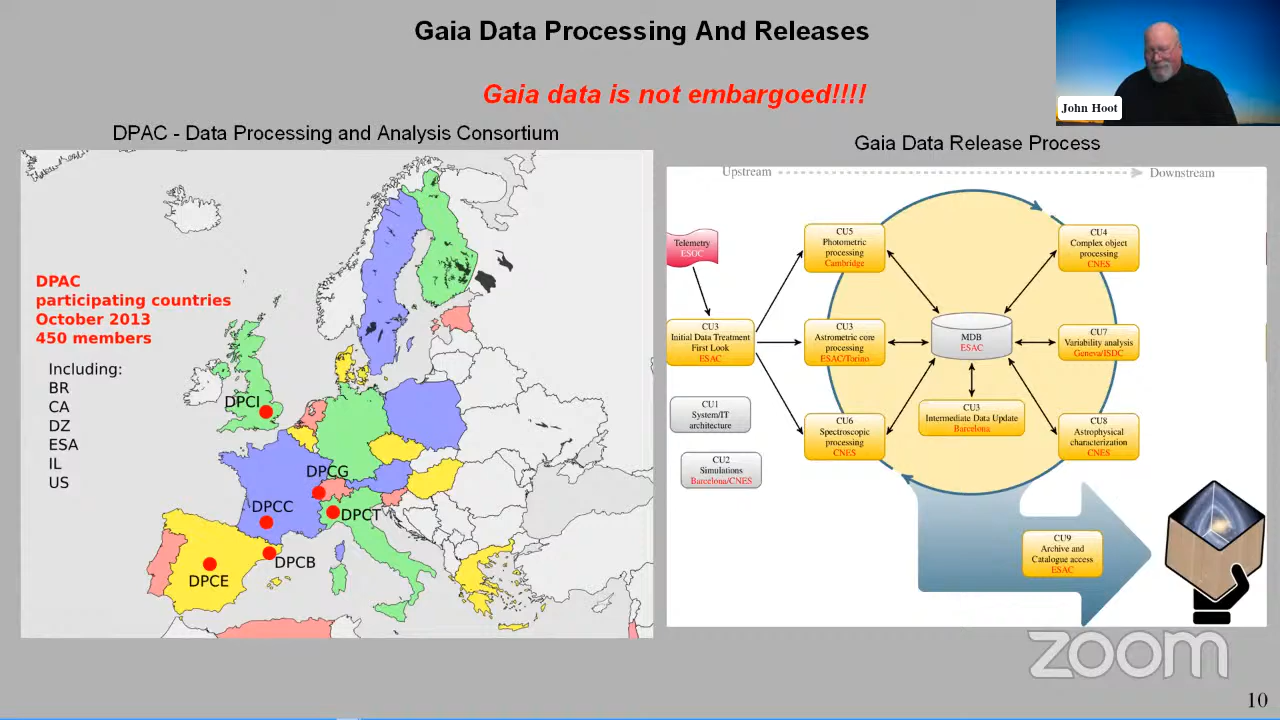 Gaia Data Processing And Releases
Gaia data is not embargoed!!!!
John Hoot
DPAC - Data Processing and Analysis Consortium
DPAC
participating countries
October 2013
450 members
Including:
BR
CA
DZ
ESA
IL
US
DPCI
DPCG
DPCC
DPCT
DPCB
DPCE
Gaia Data Release Process
Upstream
Downstream
Telemetry
ESOC
CU3
Initial Data Treatment
First Look
ESAC
CU1
System/IT
architecture
CU2
Simulations
Barcelona/CNES
CU5
Photometric
processing
Cambridge
CU3
Astrometric core
processing
ESAC/Torino
CU6
Spectroscopic
processing
CNES
MDB
ESAC
CU3
Intermediate Data Update
Barcelona
CU4
Complex object
processing
CNES
CU7
Variability analysis
Geneva/ISDC
CU8
Astrophysical
characterization
CNES
CU9
Archive and
Catalogue access
ESAC
zoom
10